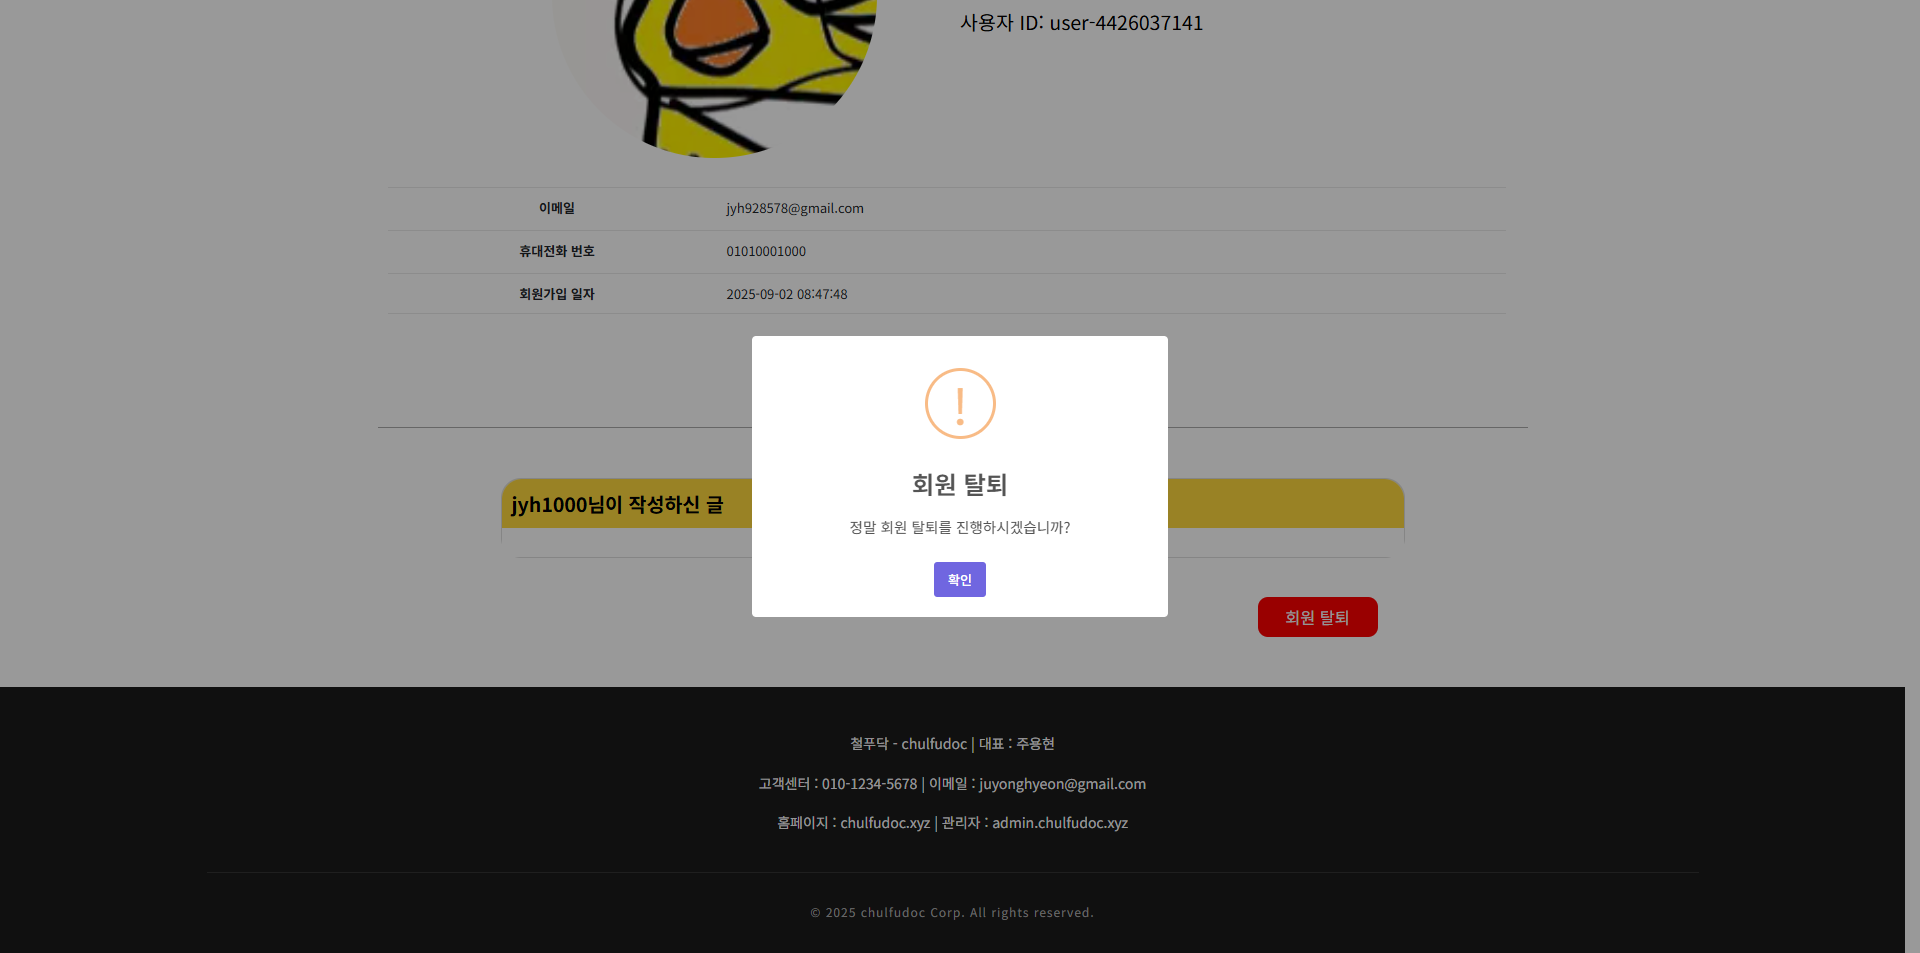 사용자 ID: user-4426037141
이메일 jyh928578@gmail.com
휴대전화 번호 01010001000
회원가입 일자 2025-09-02 08:47:48
!
회원 탈퇴
정말 회원 탈퇴를 진행하시겠습니까?
확인
jyh1000님이 작성하신 글
회원 탈퇴
철푸닥 - chulfudoc | 대표 : 주용현
고객센터 : 010-1234-5678 | 이메일 : juyonghyeon@gmail.com
홈페이지 : chulfudoc.xyz | 관리자 : admin.chulfudoc.xyz
© 2025 chulfudoc Corp. All rights reserved.